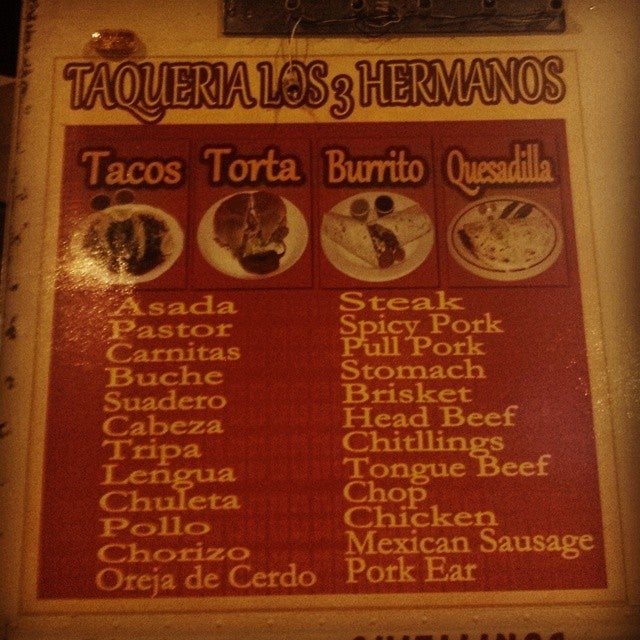 TAQUERIA LOS 3 HERMANOS
Tacos Torta Burrito Quesadilla
Asada Steak
Pastor Spicy Pork
Carnitas Pull Pork
Buche Stomach
Suadero Brisket
Cabeza Head Beef
Tripa Chitllings
Lengua Tongue Beef
Chuleta Chop
Pollo Chicken
Chorizo Mexican Sausage
Oreja de Cerdo Pork Ear